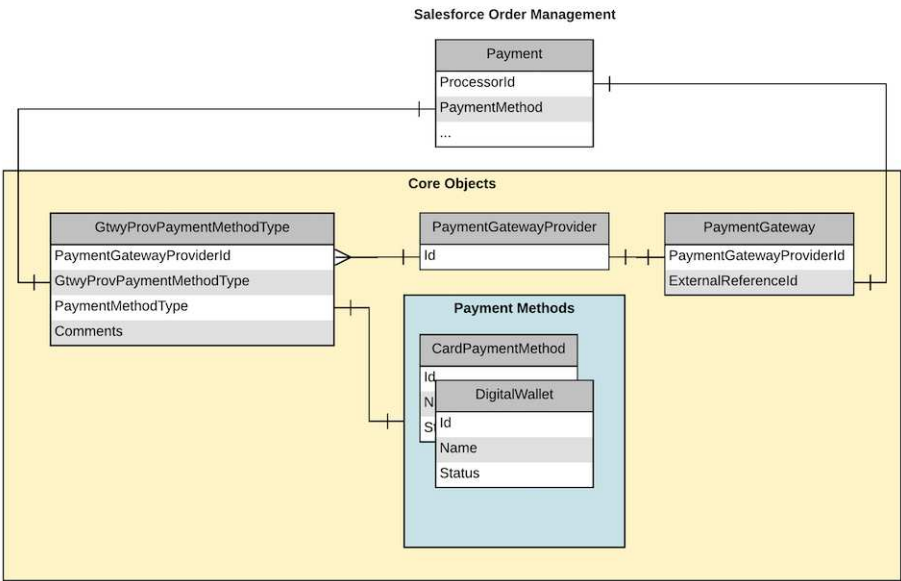 Salesforce Order Management
Payment
ProcessorId
PaymentMethod
...
Core Objects
GtwyProvPaymentMethodType
PaymentGatewayProviderId
GtwyProvPaymentMethodType
PaymentMethodType
Comments
PaymentGatewayProvider
Id
PaymentGateway
PaymentGatewayProviderId
ExternalReferenceId
Payment Methods
CardPaymentMethod
Id
DigitalWallet
Id
Name
Status